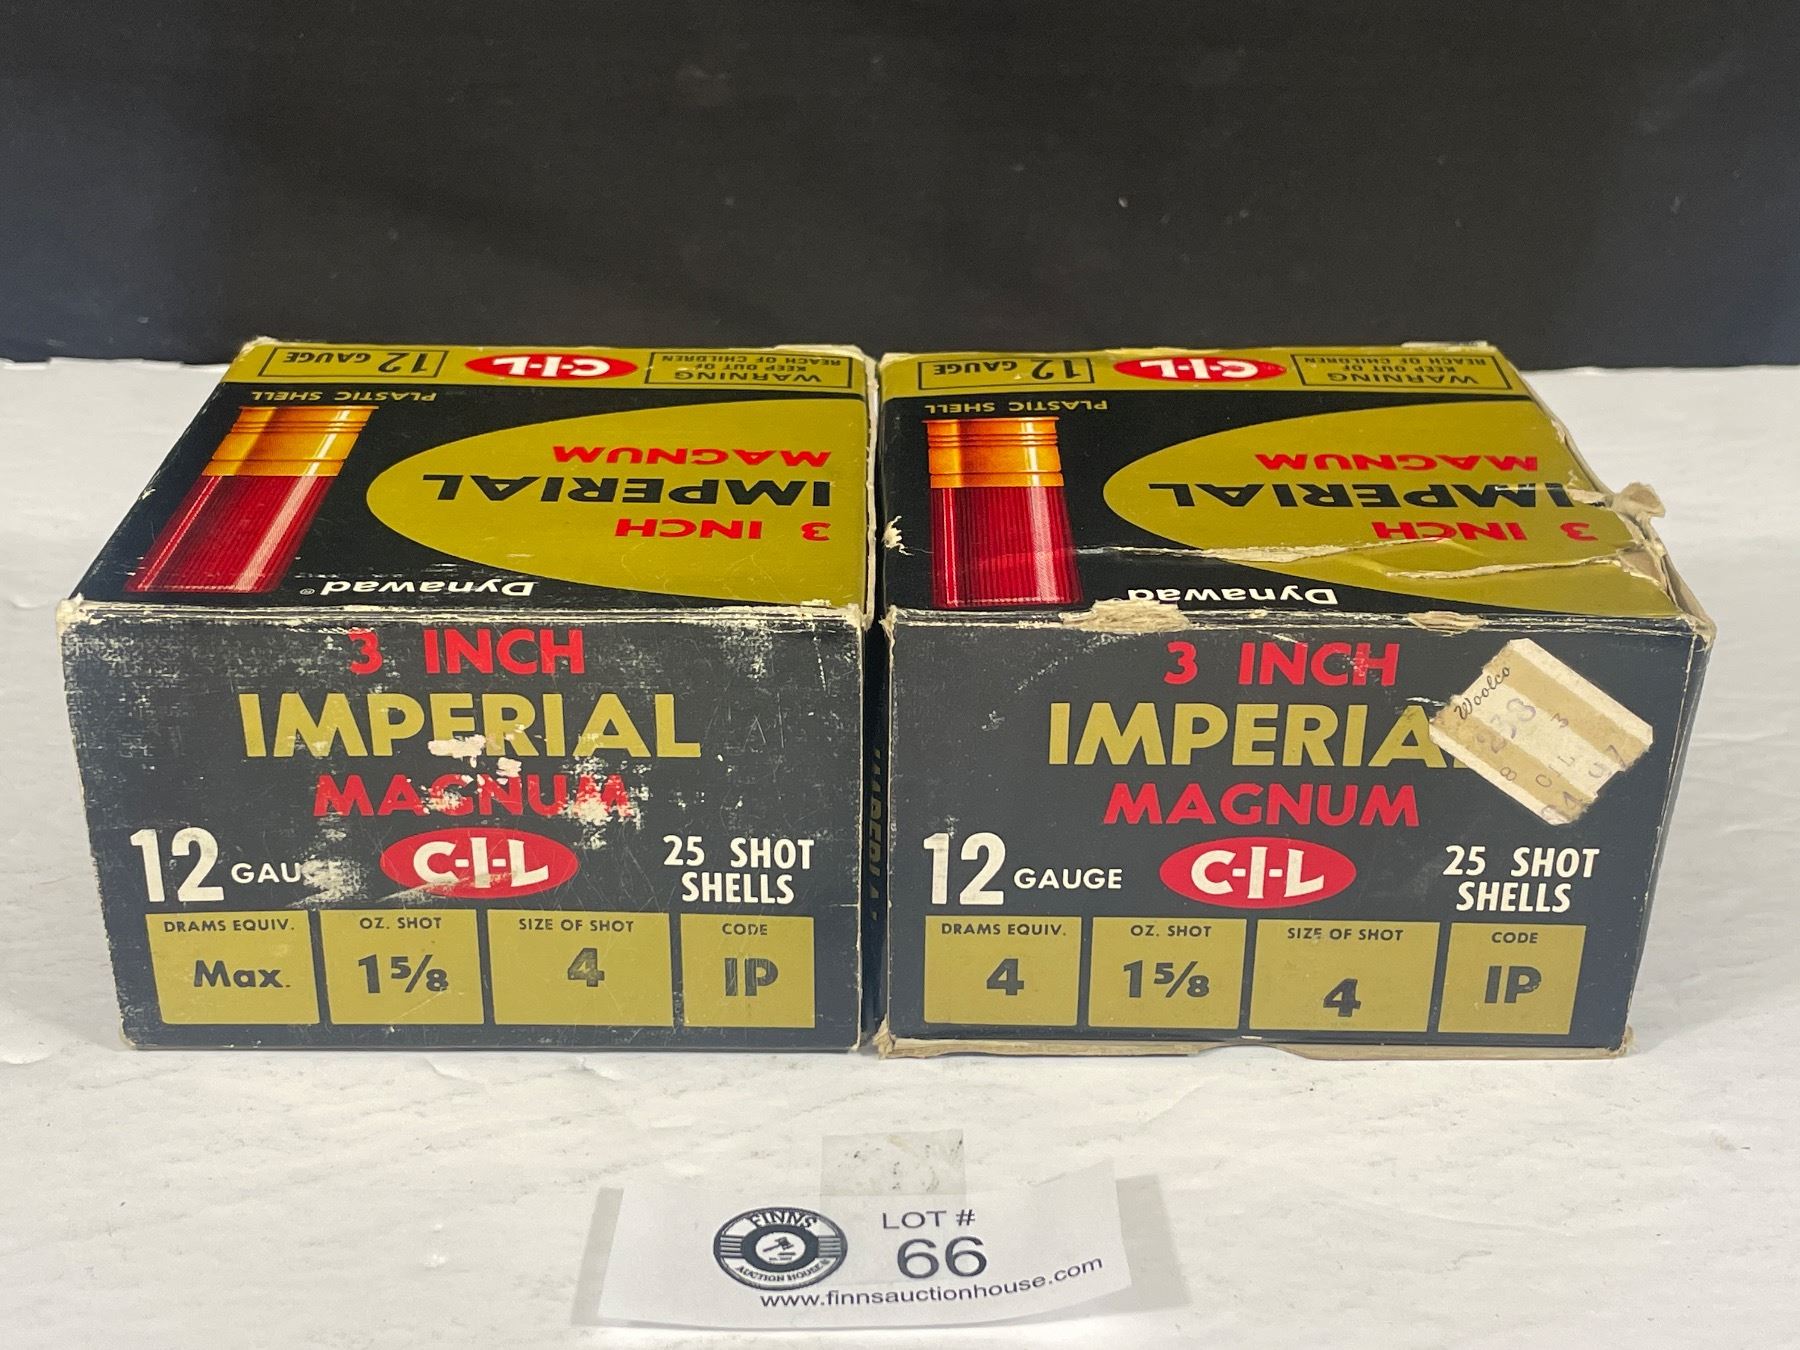 12 GAUGE
C-I-L
WARNING
KEEP OUT OF
REACH OF CHILDREN
PLASTIC SHELL
3 INCH
IMPERIAL
MAGNUM
Dynawad®
3 INCH
IMPERIAL
MAGNUM
12 GAUGE
C-I-L
25 SHOT
SHELLS
DRAMS EQUIV.
Max.
OZ. SHOT
1 5/8
SIZE OF SHOT
4
CODE
IP
12 GAUGE
C-I-L
WARNING
KEEP OUT OF
REACH OF CHILDREN
PLASTIC SHELL
3 INCH
IMPERIAL
MAGNUM
Dynawad
3 INCH
IMPERIA
MAGNUM
Woolco
12 GAUGE
C-I-L
25 SHOT
SHELLS
DRAMS EQUIV.
4
OZ. SHOT
1 5/8
SIZE OF SHOT
4
CODE
IP
IMPERIAL
FINNS
AUCTION HOUSE
LOT #
66
www.finnsauctionhouse.com